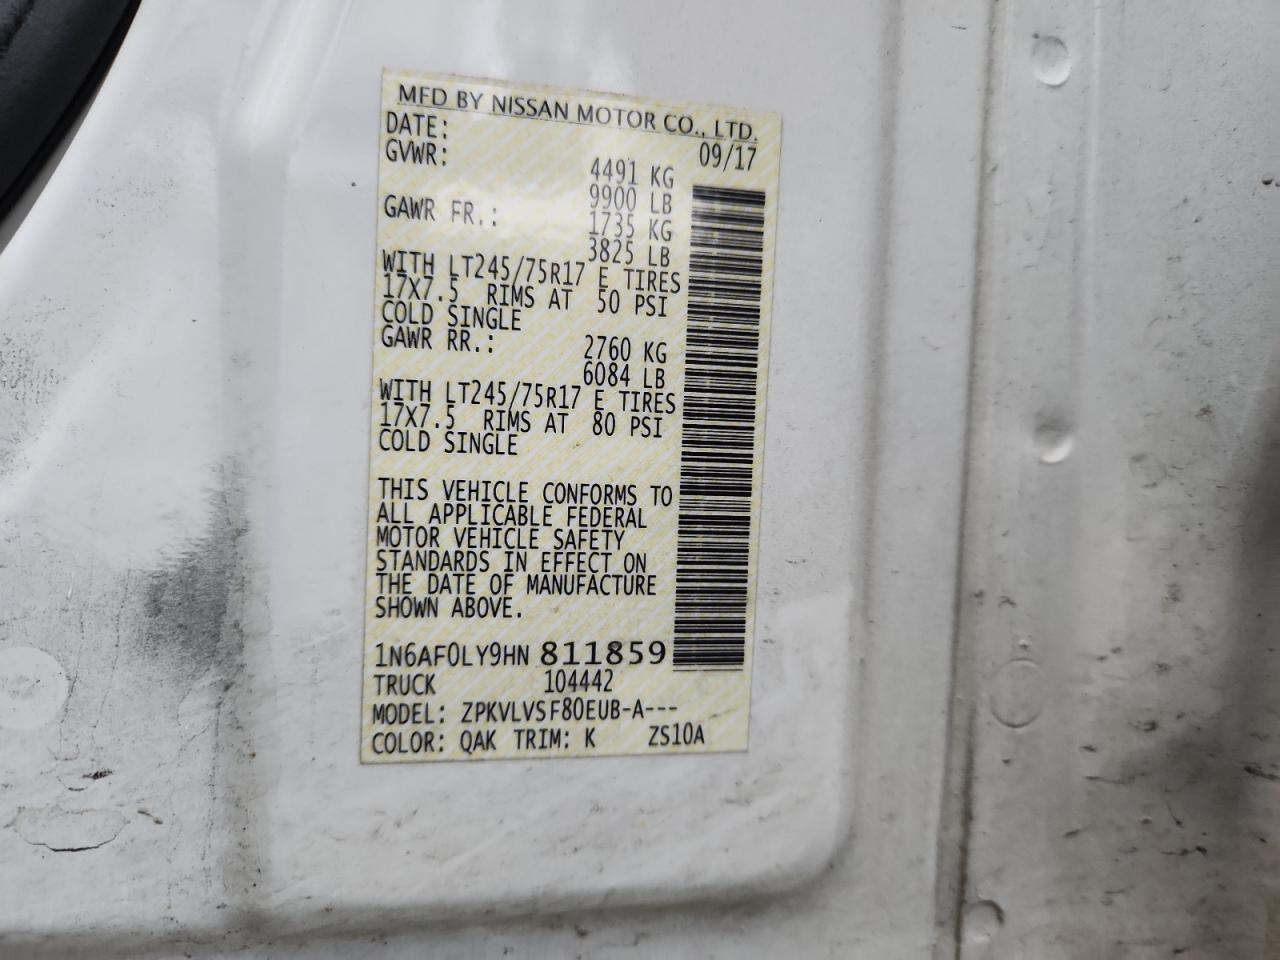 MFD BY NISSAN MOTOR CO., LTD.
DATE: 09/17
GVWR: 4491 KG
9900 LB
GAWR FR.: 1735 KG
3825 LB
WITH LT245/75R17 E TIRES
17X7.5 RIMS AT 50 PSI
COLD SINGLE
GAWR RR.: 2760 KG
6084 LB
WITH LT245/75R17 E TIRES
17X7.5 RIMS AT 80 PSI
COLD SINGLE
THIS VEHICLE CONFORMS TO
ALL APPLICABLE FEDERAL
MOTOR VEHICLE SAFETY
STANDARDS IN EFFECT ON
THE DATE OF MANUFACTURE
SHOWN ABOVE.
1N6AF0LY9HN 811859
TRUCK 104442
MODEL: ZPKVLVSF80EUB-A---
COLOR: QAK TRIM: K ZS10A